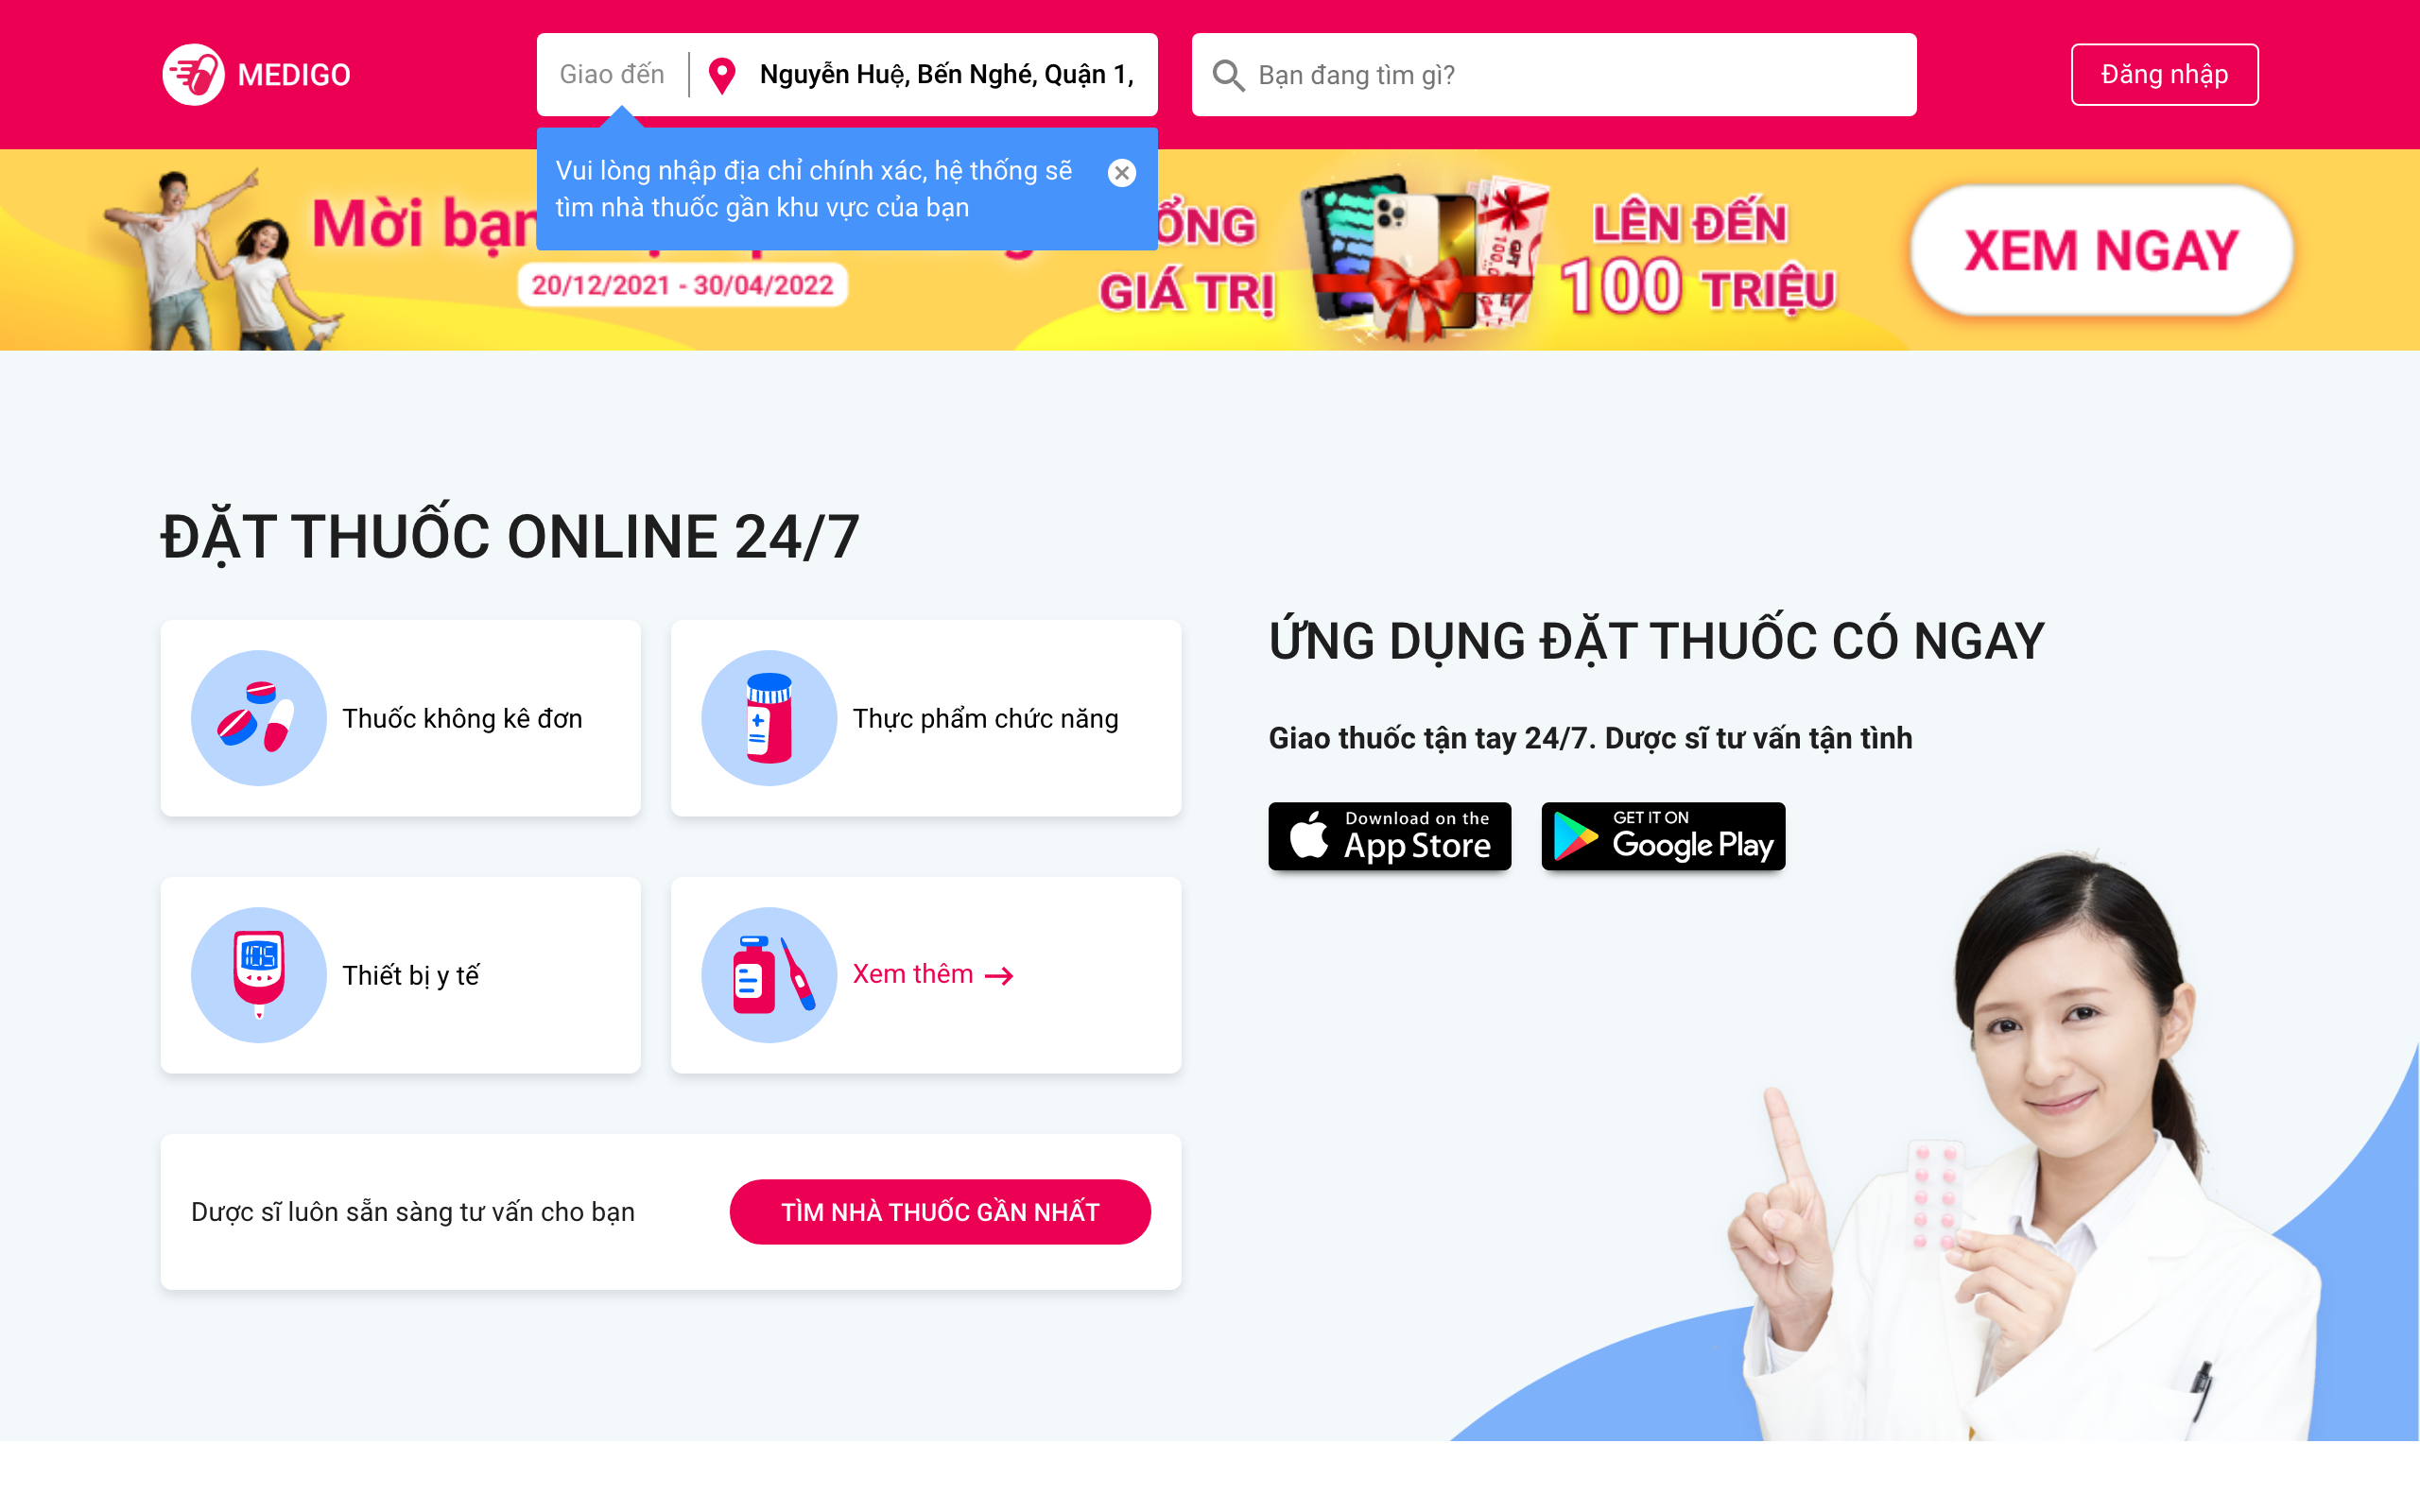 MEDIGO
Giao đến
Nguyễn Huệ, Bến Nghé, Quận 1,
Bạn đang tìm gì?
Đăng nhập
Vui lòng nhập địa chỉ chính xác, hệ thống sẽ
tìm nhà thuốc gần khu vực của bạn
Mời bạn
20/12/2021 - 30/04/2022
GIÁ TRỊ
LÊN ĐẾN
100 TRIỆU
XEM NGAY
ĐẶT THUỐC ONLINE 24/7
Thuốc không kê đơn
Thực phẩm chức năng
Thiết bị y tế
Xem thêm
Dược sĩ luôn sẵn sàng tư vấn cho bạn
TÌM NHÀ THUỐC GẦN NHẤT
ỨNG DỤNG ĐẶT THUỐC CÓ NGAY
Giao thuốc tận tay 24/7. Dược sĩ tư vấn tận tình
Download on the
App Store
GET IT ON
Google Play